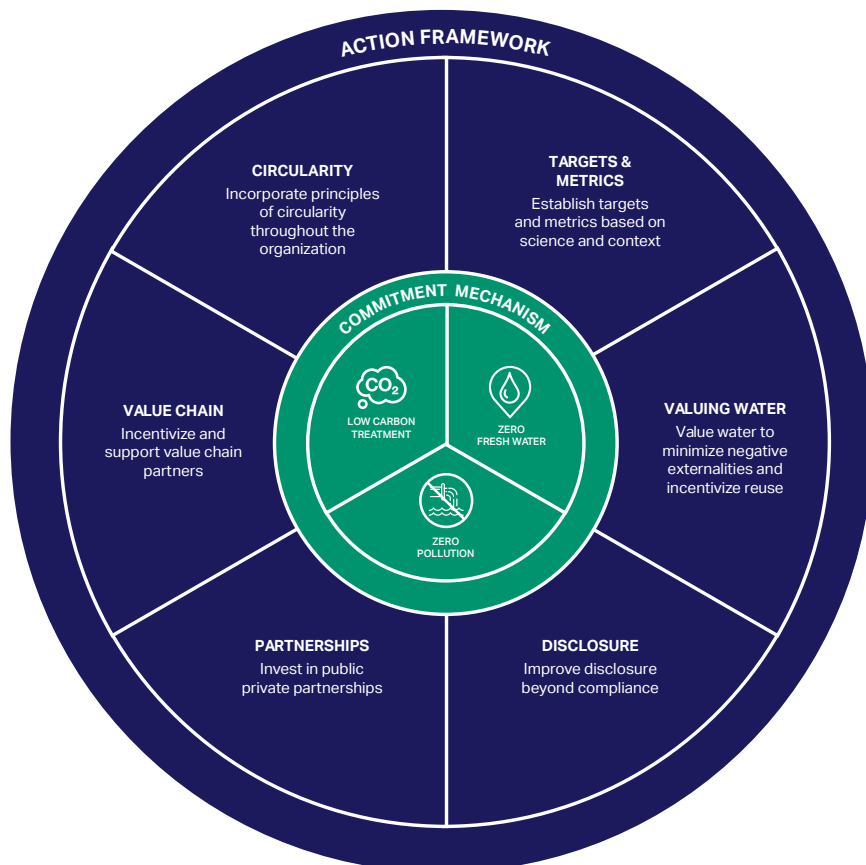 ACTION FRAMEWORK
CIRCULARITY
Incorporate principles
of circularity
throughout the
organization
TARGETS &
METRICS
Establish targets
and metrics based on
science and context
COMMITMENT MECHANISM
CO₂
LOW CARBON
TREATMENT
ZERO
FRESH WATER
ZERO
POLLUTION
VALUE CHAIN
Incentivize and
support value chain
partners
VALUING WATER
Value water to
minimize negative
externalities and
incentivize reuse
PARTNERSHIPS
Invest in public
private partnerships
DISCLOSURE
Improve disclosure
beyond compliance